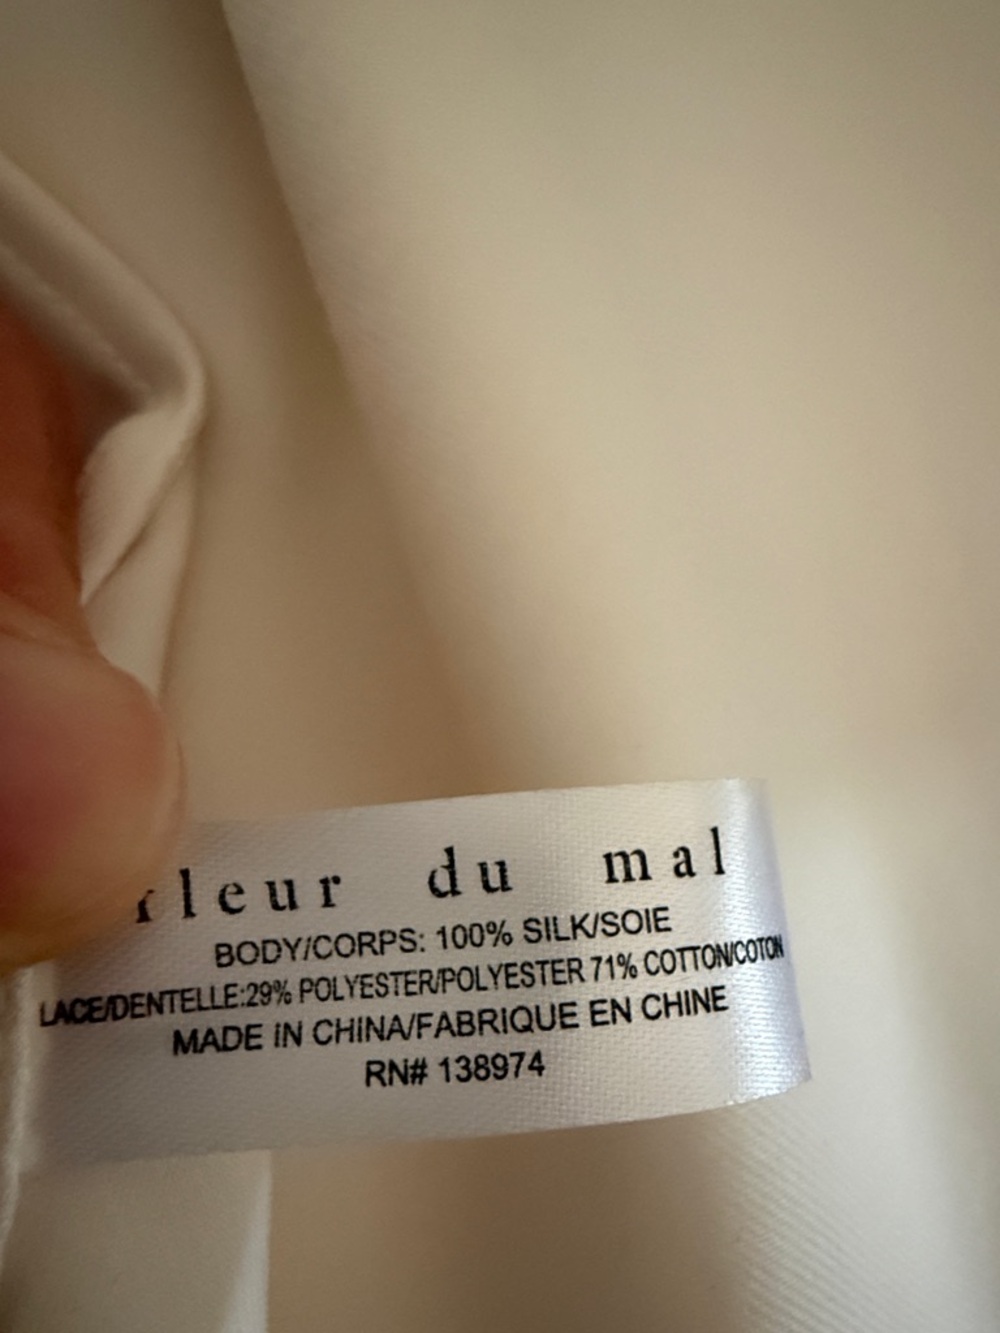 fleur du mal
BODY/CORPS: 100% SILK/SOIE
LACE/DENTELLE:29% POLYESTER/POLYESTER 71% COTTON/COTON
MADE IN CHINA/FABRIQUE EN CHINE
RN# 138974